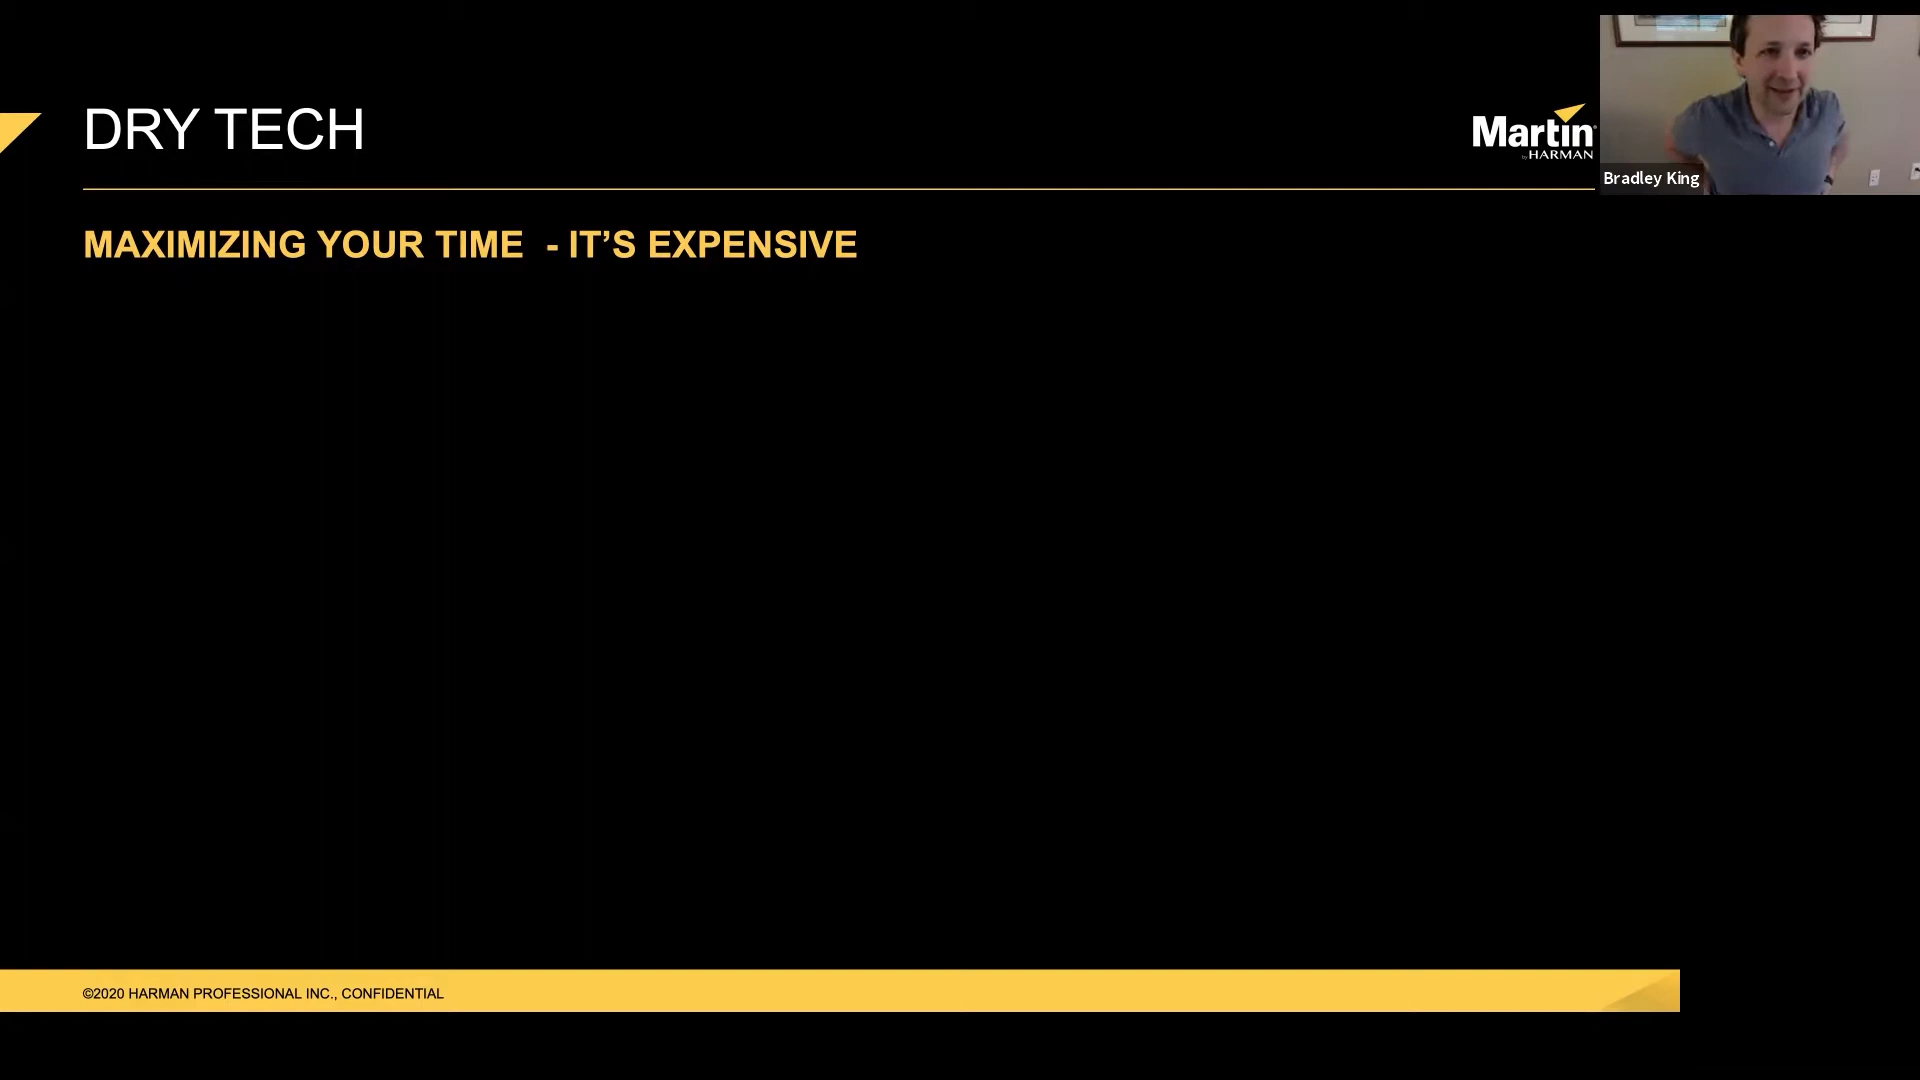 DRY TECH
Martin
by HARMAN
Bradley King
MAXIMIZING YOUR TIME - IT’S EXPENSIVE
©2020 HARMAN PROFESSIONAL INC., CONFIDENTIAL